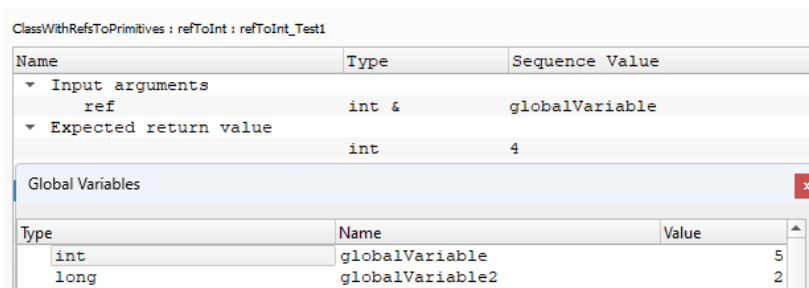 ClassWithRefsToPrimitives : refToInt : refToInt_Test1
Name Type Sequence Value
Input arguments
ref int & globalVariable
Expected return value
int 4
Global Variables x
Type Name Value
int globalVariable 5
long globalVariable2 2